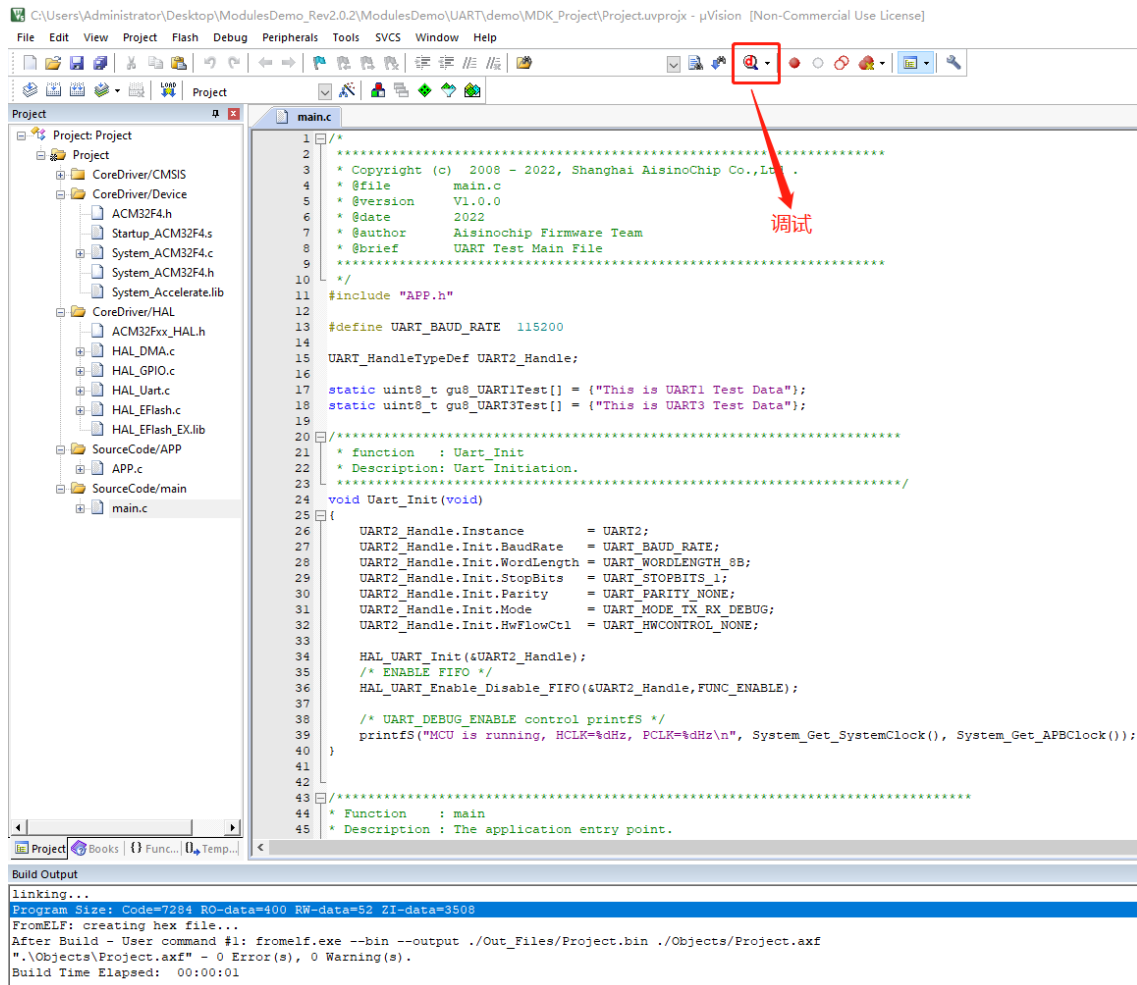 C:\Users\Administrator\Desktop\ModulesDemo_Rev2.0.2\ModulesDemo\UART\demo\MDK_Project\Project.uvprojx - µVision [Non-Commercial Use License]
File Edit View Project Flash Debug Peripherals Tools SVCS Window Help
LOAD Project
Project
main.c
Project: Project
Project
CoreDriver/CMSIS
CoreDriver/Device
ACM32F4.h
Startup_ACM32F4.s
System_ACM32F4.c
System_ACM32F4.h
System_Accelerate.lib
CoreDriver/HAL
ACM32Fxx_HAL.h
HAL_DMA.c
HAL_GPIO.c
HAL_Uart.c
HAL_EFlash.c
HAL_EFlash_EX.lib
SourceCode/APP
APP.c
SourceCode/main
main.c
1 /*
2 **********************************************************************
3 * Copyright (c) 2008 - 2022, Shanghai AisinoChip Co.,Ltd .
4 * @file main.c
5 * @version V1.0.0
6 * @date 2022
7 * @author Aisinochip Firmware Team
8 * @brief UART Test Main File
9 **********************************************************************
10 */
调试
11 #include "APP.h"
12
13 #define UART_BAUD_RATE 115200
14
15 UART_HandleTypeDef UART2_Handle;
16
17 static uint8_t gu8_UART1Test[] = {"This is UART1 Test Data"};
18 static uint8_t gu8_UART3Test[] = {"This is UART3 Test Data"};
19
20 /************************************************************************
21 * function : Uart_Init
22 * Description: Uart Initiation.
23 ************************************************************************/
24 void Uart_Init(void)
25 {
26 UART2_Handle.Instance = UART2;
27 UART2_Handle.Init.BaudRate = UART_BAUD_RATE;
28 UART2_Handle.Init.WordLength = UART_WORDLENGTH_8B;
29 UART2_Handle.Init.StopBits = UART_STOPBITS_1;
30 UART2_Handle.Init.Parity = UART_PARITY_NONE;
31 UART2_Handle.Init.Mode = UART_MODE_TX_RX_DEBUG;
32 UART2_Handle.Init.HwFlowCtl = UART_HWCONTROL_NONE;
33
34 HAL_UART_Init(&UART2_Handle);
35 /* ENABLE FIFO */
36 HAL_UART_Enable_Disable_FIFO(&UART2_Handle,FUNC_ENABLE);
37
38 /* UART_DEBUG_ENABLE control printfS */
39 printfS("MCU is running, HCLK=%dHz, PCLK=%dHz\n", System_Get_SystemClock(), System_Get_APBClock());
40 }
41
42
43 /*********************************************************************************
44 * Function : main
45 * Description : The application entry point.
Project Books {} Func... Temp...
Build Output
linking...
Program Size: Code=7284 RO-data=400 RW-data=52 ZI-data=3508
FromELF: creating hex file...
After Build - User command #1: fromelf.exe --bin --output ./Out_Files/Project.bin ./Objects/Project.axf
".\Objects\Project.axf" - 0 Error(s), 0 Warning(s).
Build Time Elapsed: 00:00:01